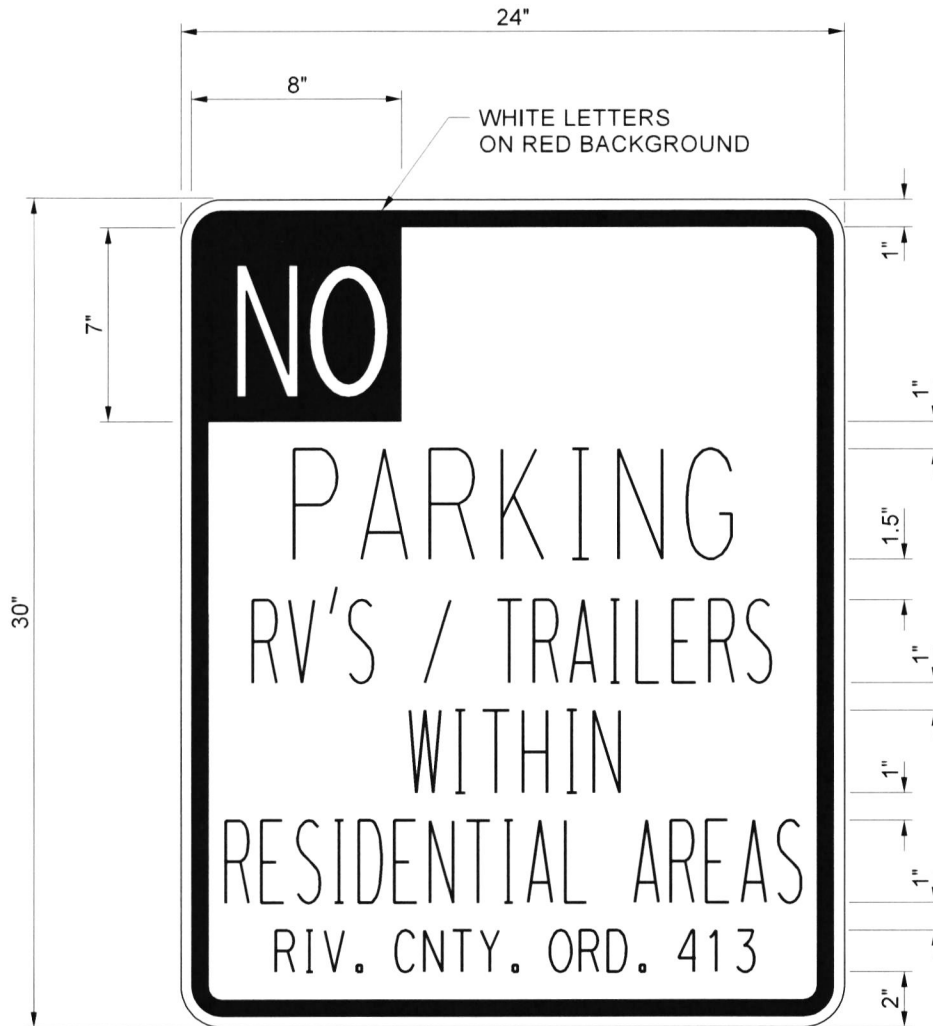 24"
8"
WHITE LETTERS
ON RED BACKGROUND
1"
7"
NO
1"
PARKING
1.5"
30"
RV'S / TRAILERS
1"
WITHIN
1"
RESIDENTIAL AREAS
1"
RIV. CNTY. ORD. 413
2"